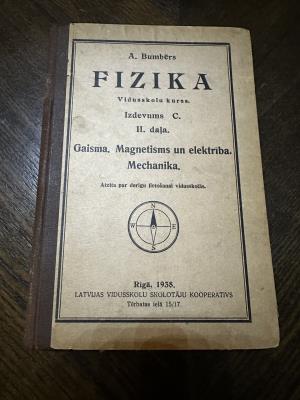 A. Bumbērs
FIZIKA
Vidusskolu kurss.
Izdevums C.
II. daļa.
Gaisma. Magnetisms un elektrība.
Mechanika.
Atzīta par derīgu lietošanai vidusskolās.
N
W E
S
Rīgā, 1938.
LATVIJAS VIDUSSKOLU SKOLOTĀJU KOOPERATIVS
Tērbatas ielā 15/17.